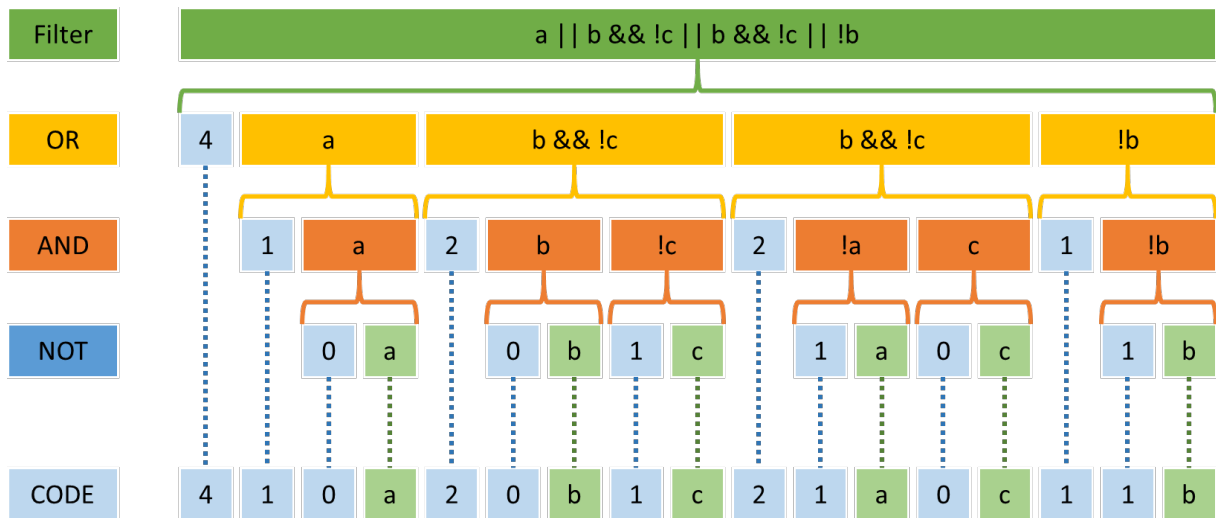 Filter a || b && !c || b && !c || !b
OR 4 a b && !c b && !c !b
AND 1 a 2 b !c 2 !a c 1 !b
NOT 0 a 0 b 1 c 1 a 0 c 1 b
CODE 4 1 0 a 2 0 b 1 c 2 1 a 0 c 1 1 b